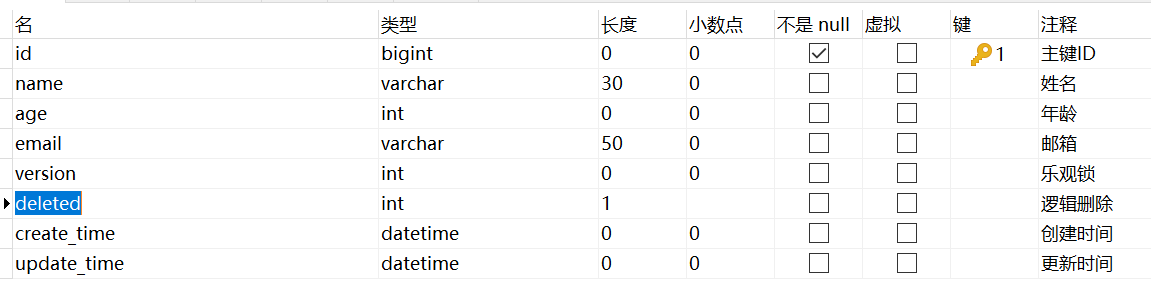 名 类型 长度 小数点 不是 null 虚拟 键 注释
id bigint 0 0 1 主键ID
name varchar 30 0 姓名
age int 0 0 年龄
email varchar 50 0 邮箱
version int 0 0 乐观锁
deleted int 1 逻辑删除
create_time datetime 0 0 创建时间
update_time datetime 0 0 更新时间